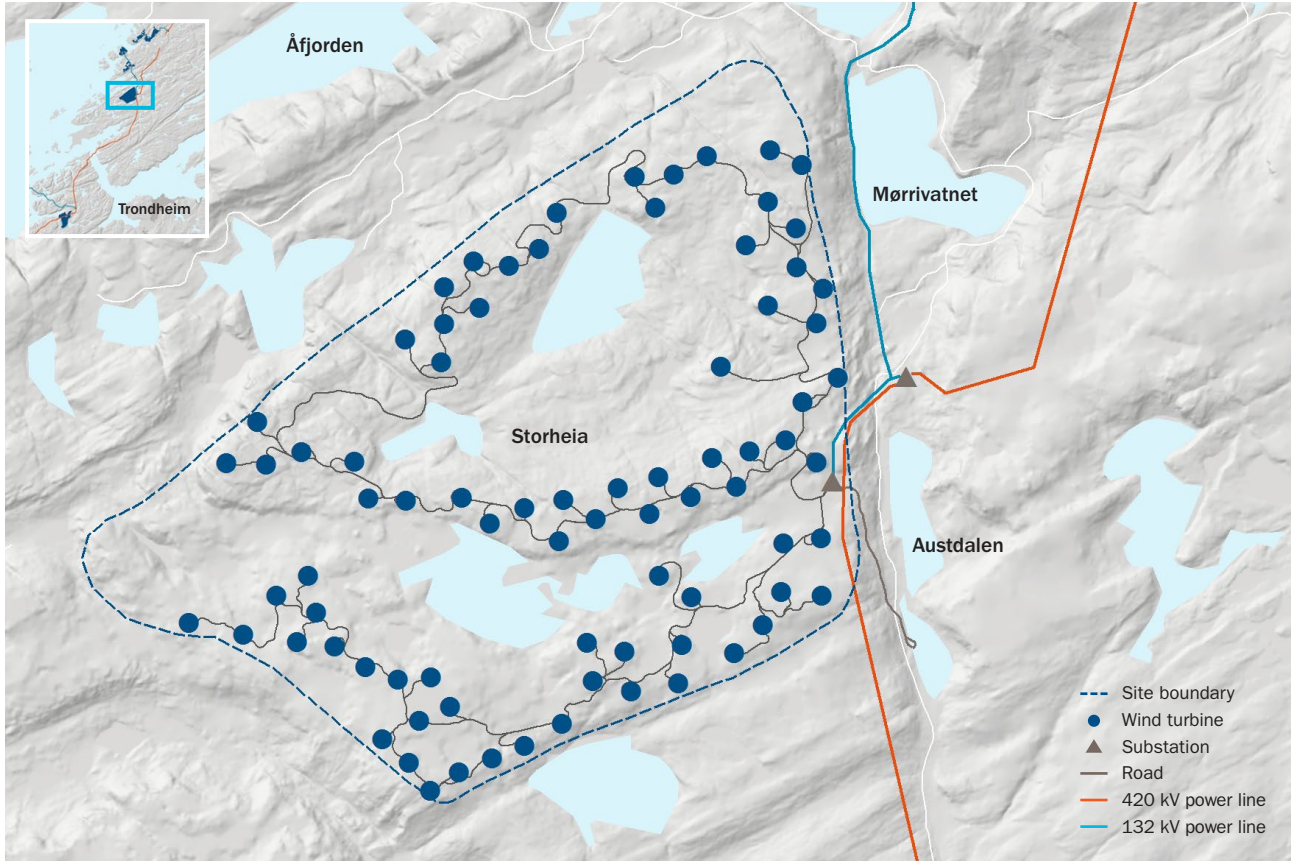 Åfjorden
Trondheim
Mørrivatnet
Storheia
Austdalen
Site boundary
Wind turbine
Substation
Road
420 kV power line
132 kV power line